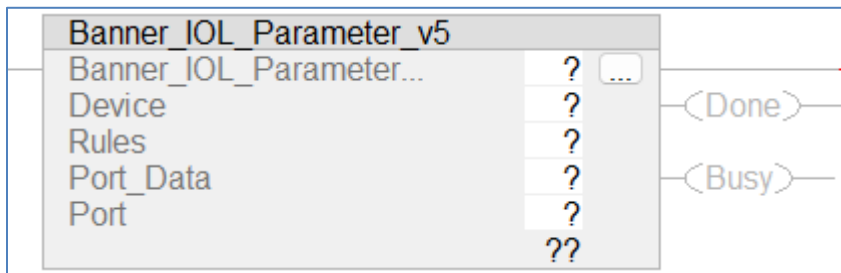 Banner_IOL_Parameter_v5
Banner_IOL_Parameter... ? ...
Device ? Done
Rules ?
Port_Data ? Busy
Port ?
??